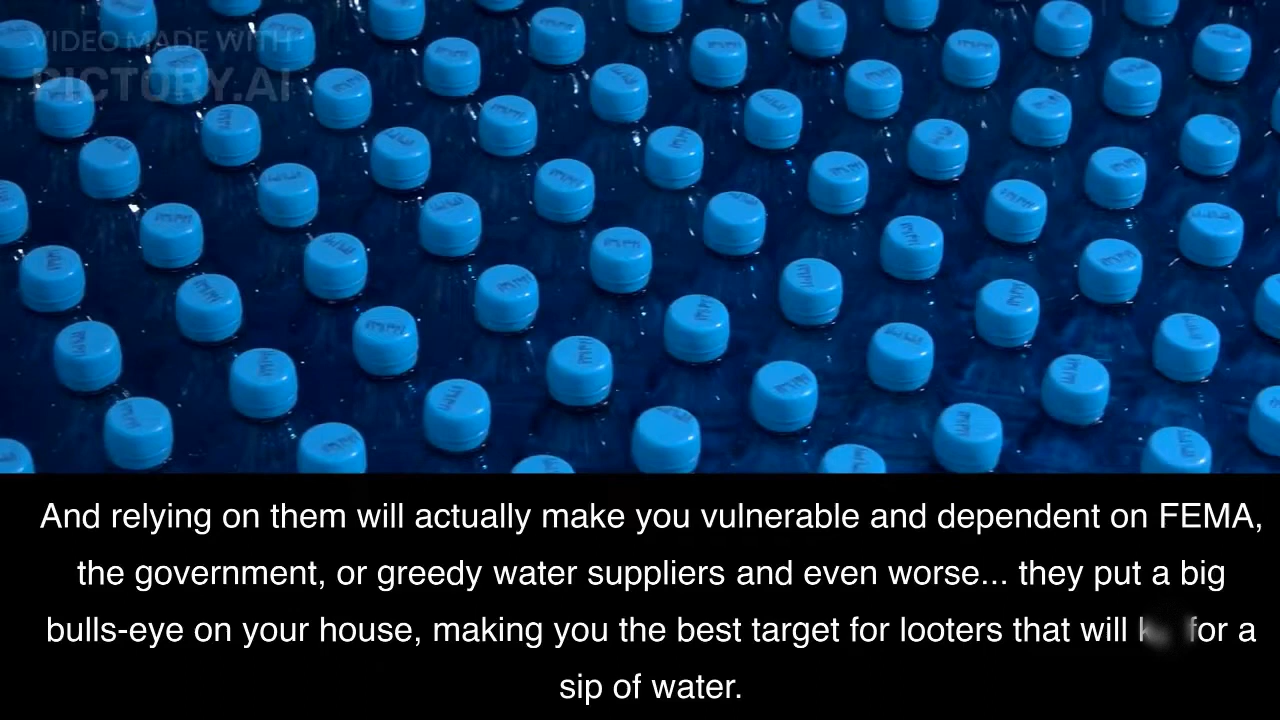 VIDEO MADE WITH
PICTORY.AI
And relying on them will actually make you vulnerable and dependent on FEMA,
the government, or greedy water suppliers and even worse... they put a big
bulls-eye on your house, making you the best target for looters that will for a
sip of water.